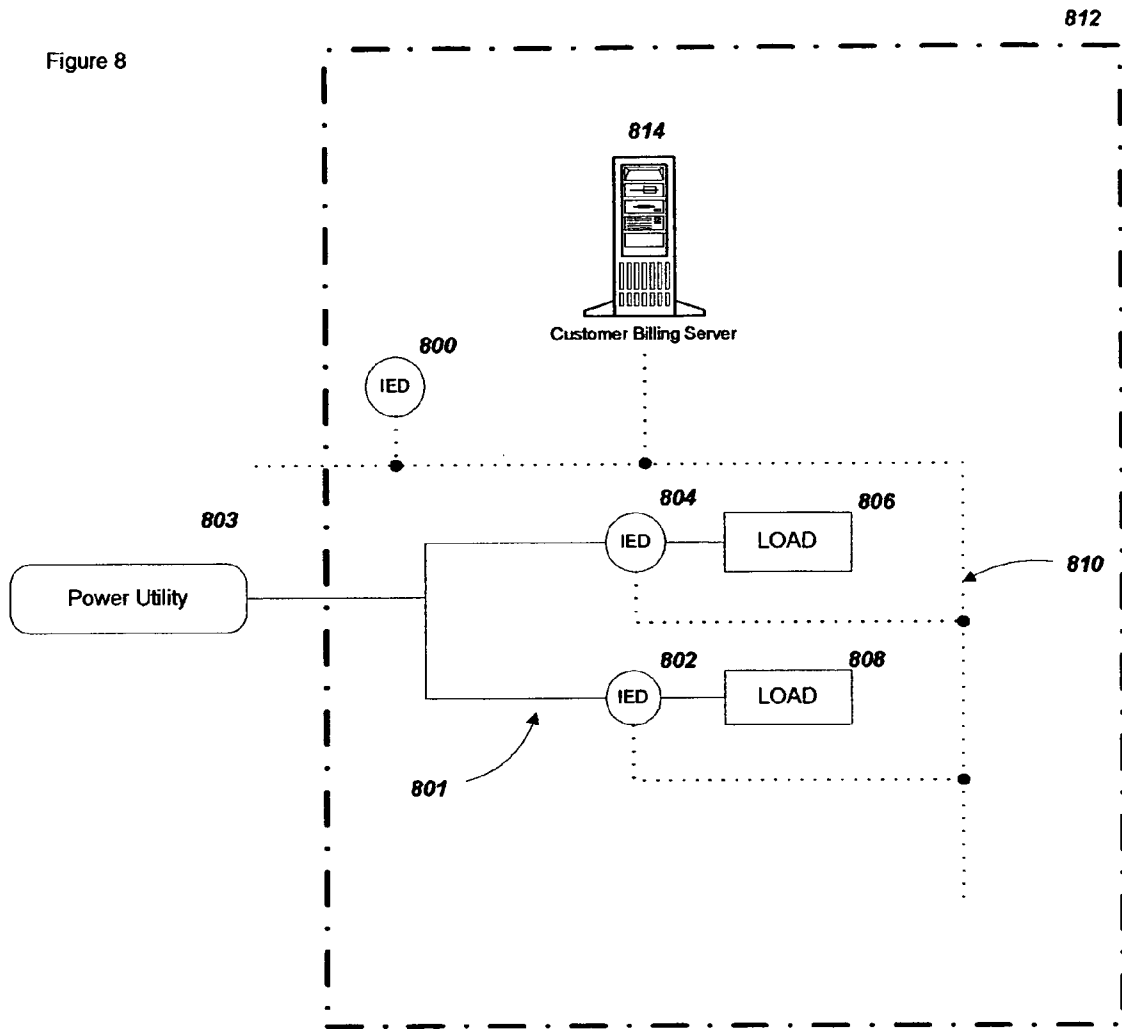 812
Figure 8
814
Customer Billing Server
800
IED
804
806
803
IED
LOAD
810
Power Utility
802
808
IED
LOAD
801